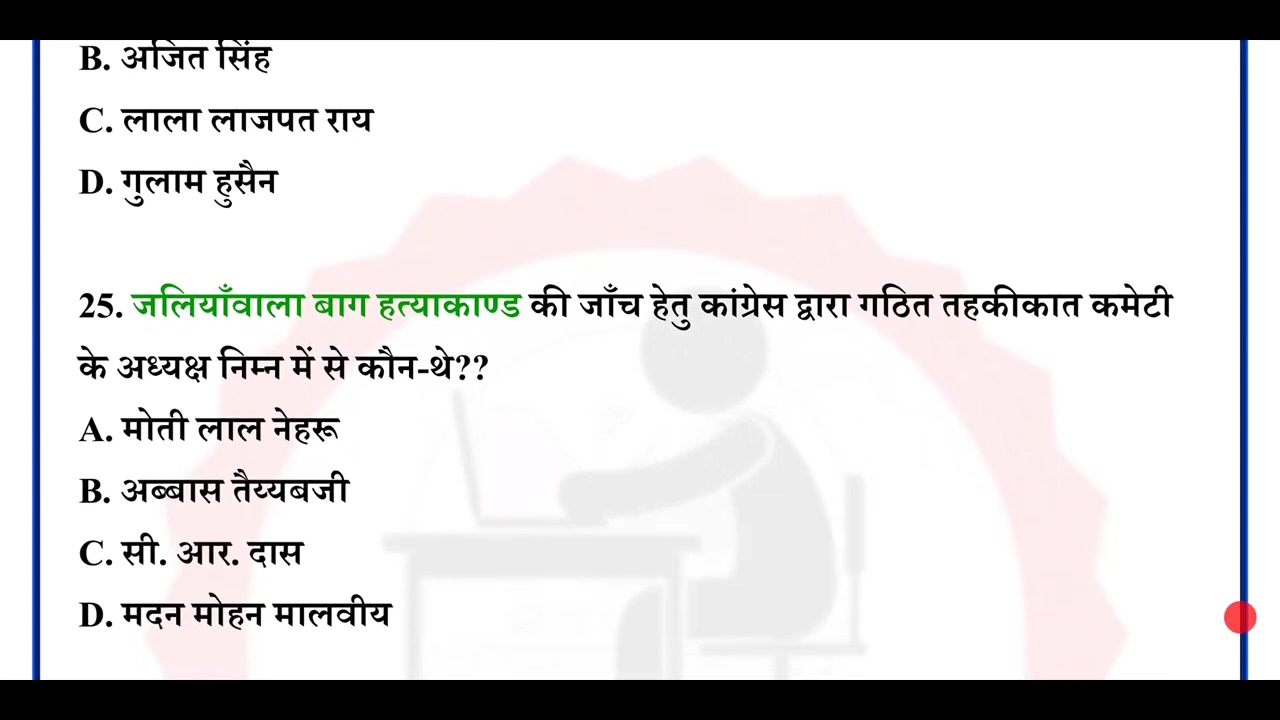 B. अजित सिंह
C. लाला लाजपत राय
D. गुलाम हुसैन
25. जलियाँवाला बाग हत्याकाण्ड की जाँच हेतु कांग्रेस द्वारा गठित तहकीकात कमेटी
के अध्यक्ष निम्न में से कौन-थे??
A. मोती लाल नेहरू
B. अब्बास तैय्यबजी
C. सी. आर. दास
D. मदन मोहन मालवीय